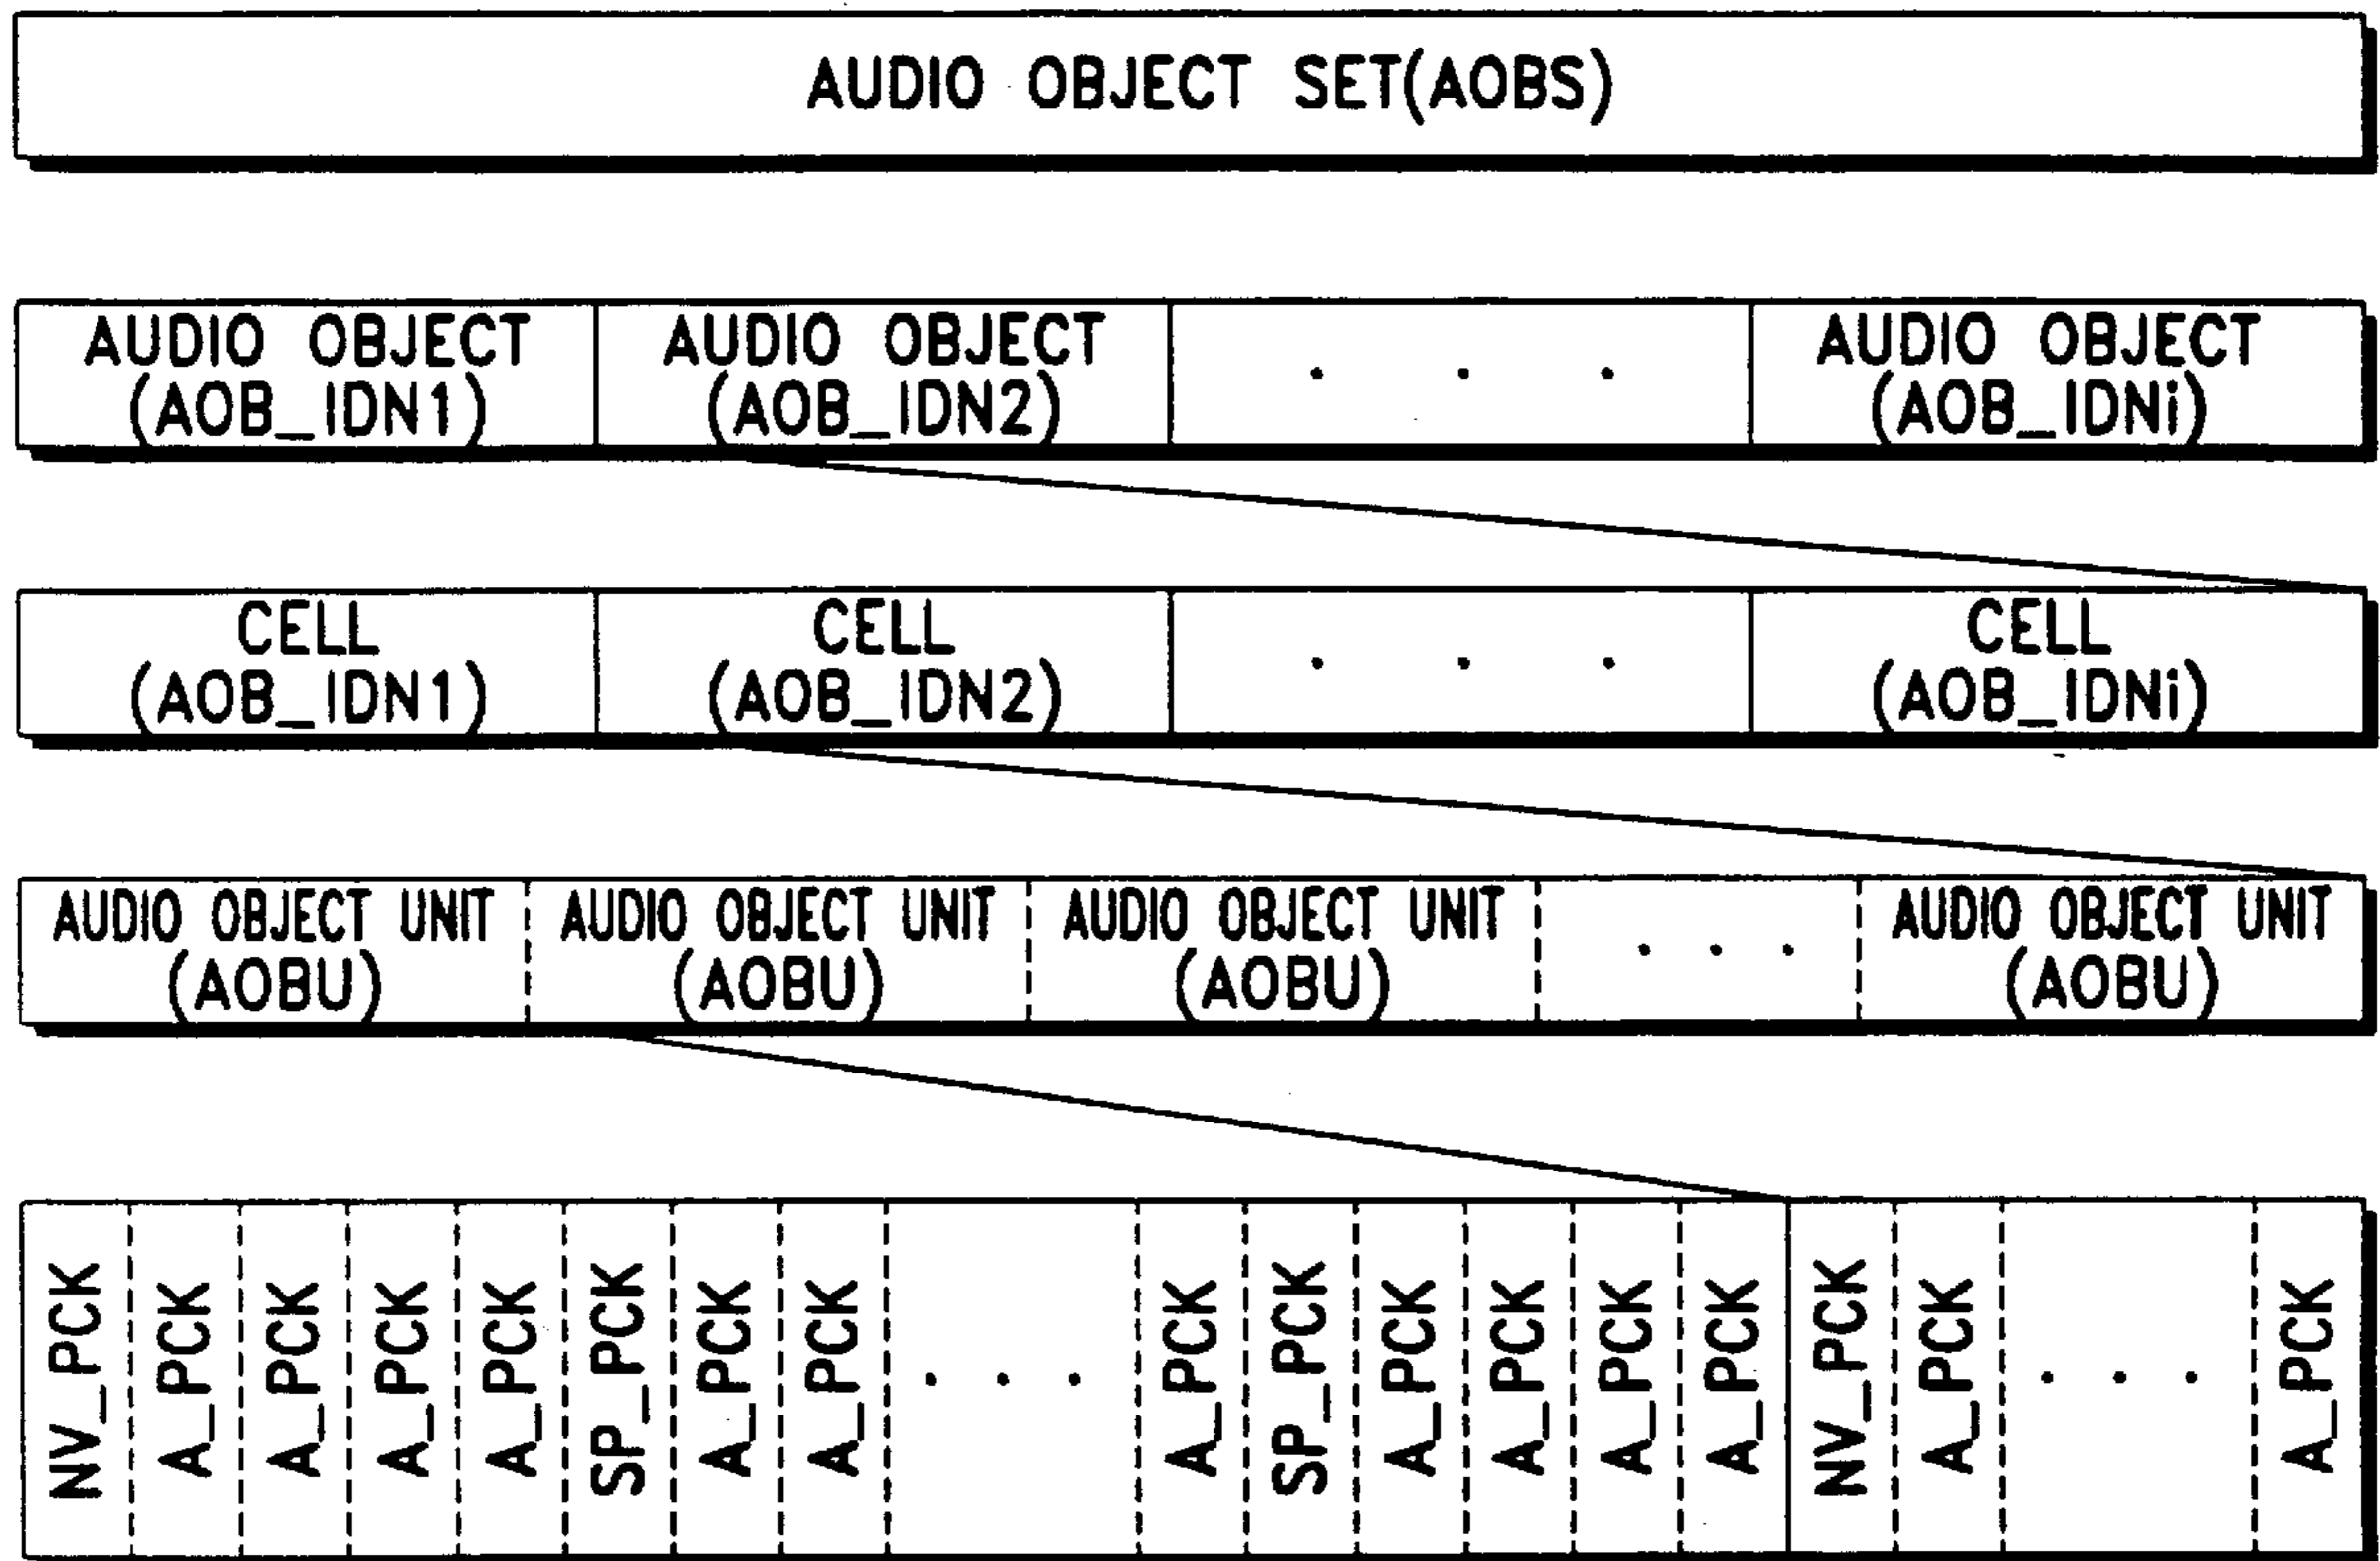 AUDIO OBJECT SET(AOBS)
AUDIO OBJECT
(AOB_IDN1)
AUDIO OBJECT
(AOB_IDN2)
. . .
AUDIO OBJECT
(AOB_IDNi)
CELL
(AOB_IDN1)
CELL
(AOB_IDN2)
. . .
CELL
(AOB_IDNi)
AUDIO OBJECT UNIT
(AOBU)
AUDIO OBJECT UNIT
(AOBU)
AUDIO OBJECT UNIT
(AOBU)
. . .
AUDIO OBJECT UNIT
(AOBU)
NV_PCK
A_PCK
A_PCK
A_PCK
A_PCK
SP_PCK
A_PCK
A_PCK
. . .
A_PCK
SP_PCK
A_PCK
A_PCK
A_PCK
A_PCK
NV_PCK
A_PCK
. . .
A_PCK